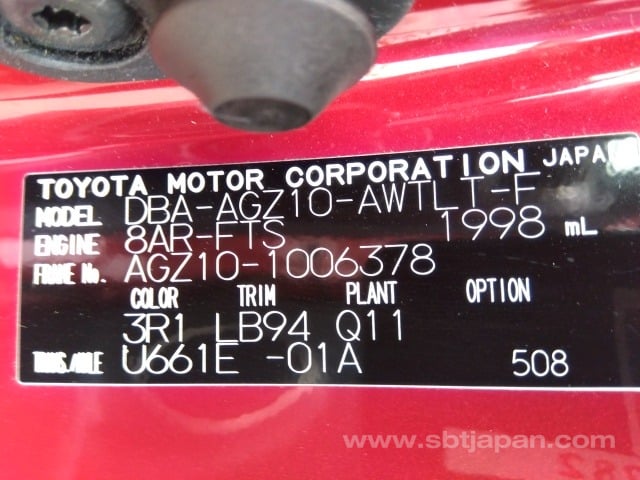 TOYOTA MOTOR CORPORATION JAPAN
MODEL DBA-AGZ10-AWTLT-F
ENGINE 8AR-FTS 1998 mL
FRAME No. AGZ10-1006378
COLOR TRIM PLANT OPTION
3R1 LB94 Q11
TRANS./AXLE U661E -01A 508
www.sbtjapan.com